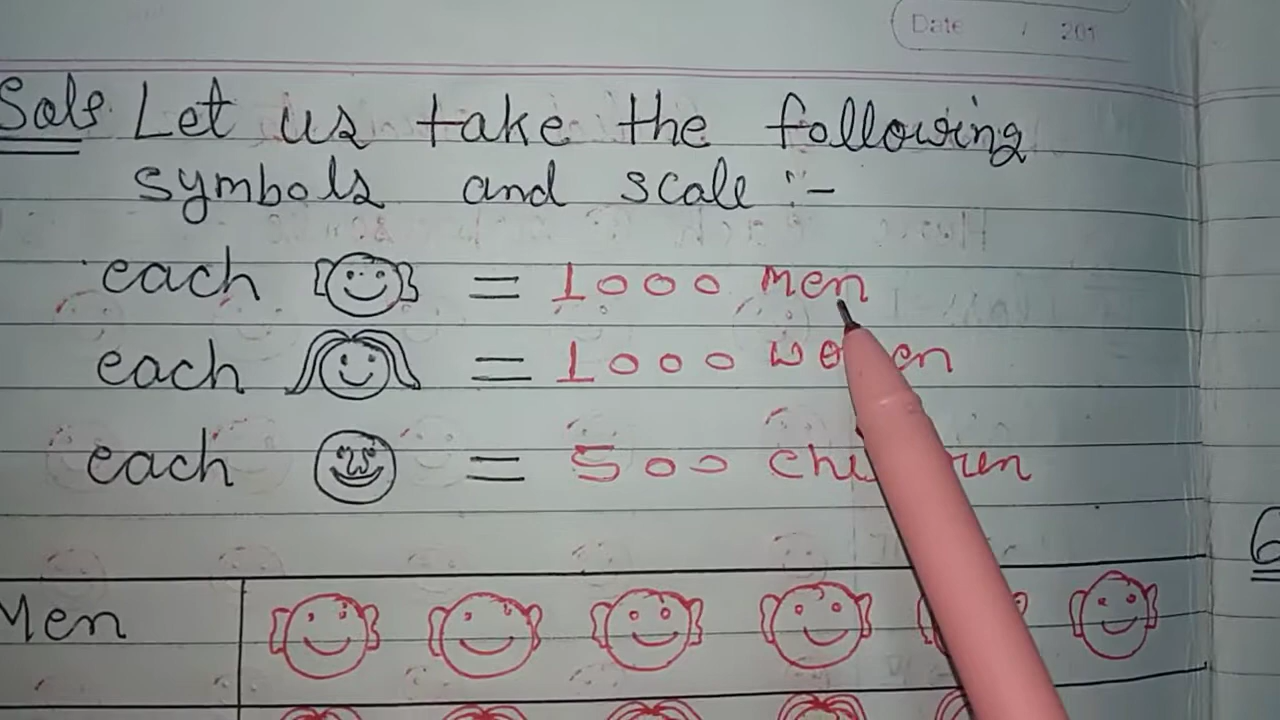 Date / 201
Sol:- Let us take the following
symbols and scale :-
each = 1000 Men
each = 1000 women
each = 500 children
Men
6